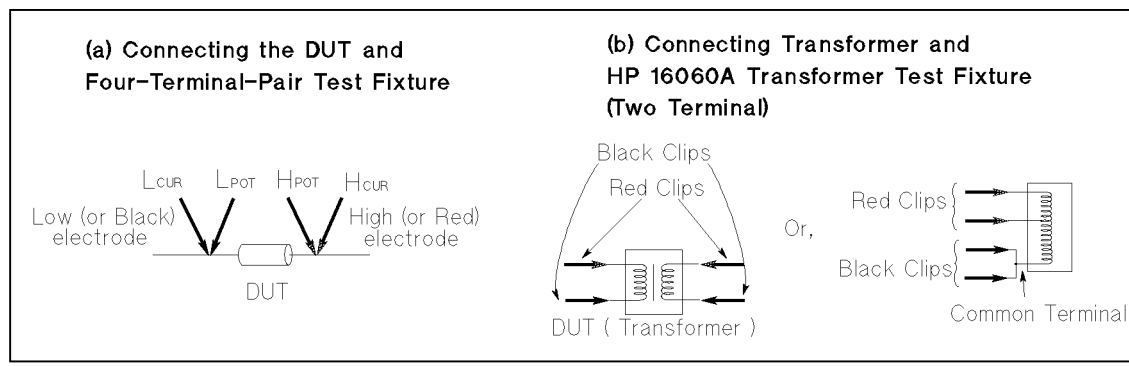 (a) Connecting the DUT and
Four-Terminal-Pair Test Fixture
LCUR LPOT HPOT HCUR
Low (or Black)
electrode
High (or Red)
electrode
DUT
(b) Connecting Transformer and
HP 16060A Transformer Test Fixture
(Two Terminal)
Black Clips
Red Clips
DUT ( Transformer )
Or,
Red Clips
Black Clips
Common Terminal